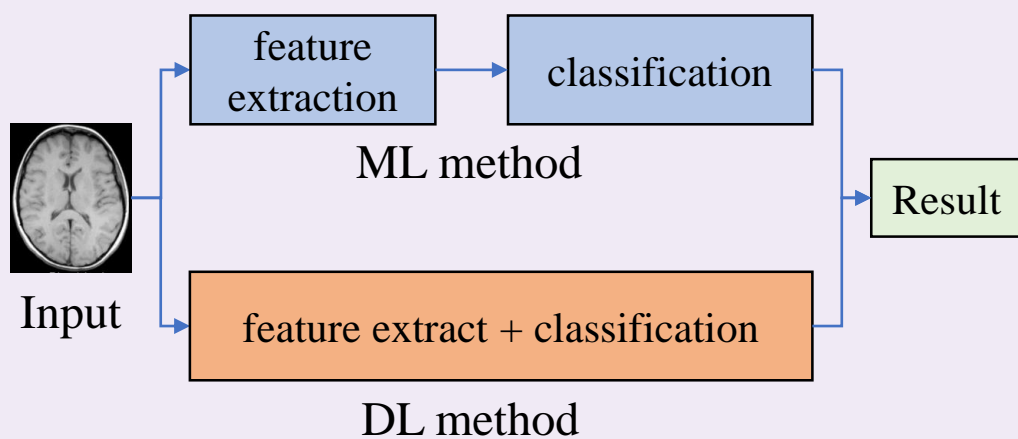 feature
extraction
classification
ML method
Input
Result
feature extract + classification
DL method